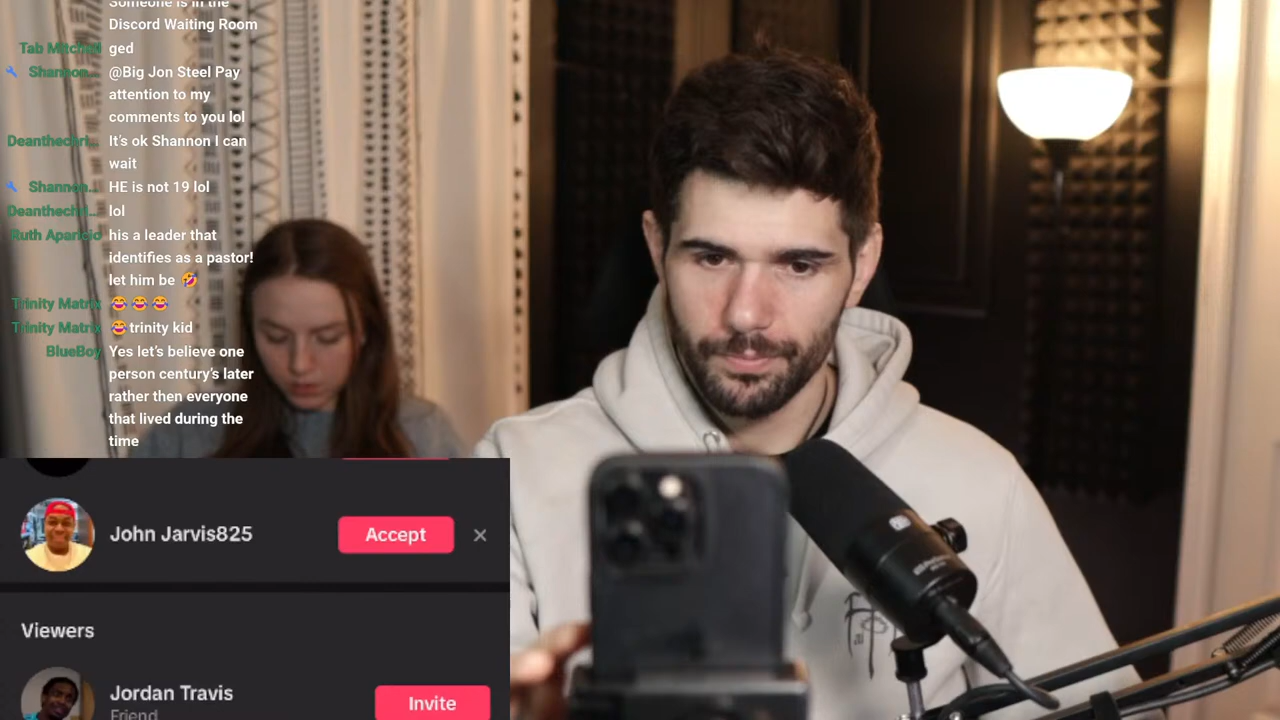 Someone is in the
Discord Waiting Room
Tab Mitchell ged
Shannon... @Big Jon Steel Pay
attention to my
comments to you lol
Deanthechri... It's ok Shannon I can
wait
Shannon... HE is not 19 lol
Deanthechri... lol
Ruth Aparicio his a leader that
identifies as a pastor!
let him be 🤣
Trinity Matrix 😂😂😂
Trinity Matrix 😂trinity kid
BlueBoy Yes let's believe one
person century's later
rather then everyone
that lived during the
time
John Jarvis825
Accept
Viewers
Jordan Travis
Friend
Invite